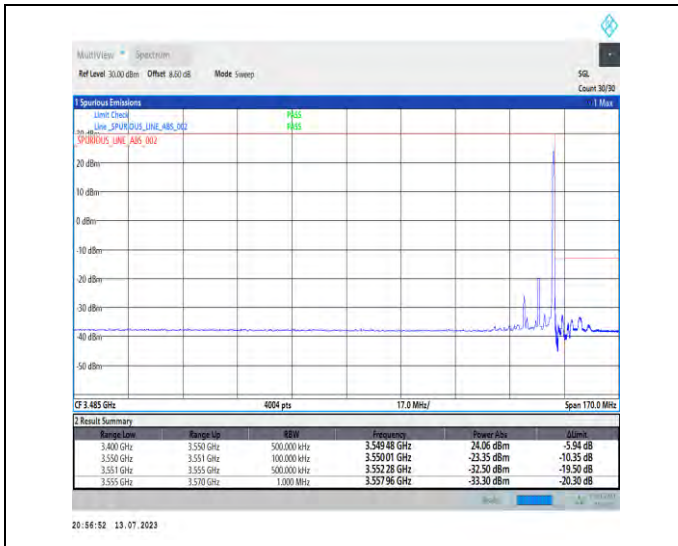 MultiView Spectrum
Ref Level 30.00 dBm Offset 8.60 dB Mode Sweep SGL
Count 30/30
1 Spurious Emissions 1 Max
Limit Check PASS
Line _SPURIOUS_LINE_ABS_002 PASS
_SPURIOUS_LINE_ABS_002
20 dBm
10 dBm
0 dBm
-10 dBm
-20 dBm
-30 dBm
-40 dBm
-50 dBm
CF 3.485 GHz 4004 pts 17.0 MHz/ Span 170.0 MHz
2 Result Summary
Range Low Range Up RBW Frequency Power Abs ΔLimit
3.400 GHz 3.550 GHz 500.000 kHz 3.549 48 GHz 24.06 dBm -5.94 dB
3.550 GHz 3.551 GHz 100.000 kHz 3.550 01 GHz -23.35 dBm -10.35 dB
3.551 GHz 3.555 GHz 500.000 kHz 3.552 28 GHz -32.50 dBm -19.50 dB
3.555 GHz 3.570 GHz 1.000 MHz 3.557 96 GHz -33.30 dBm -20.30 dB
20:56:52 13.07.2023